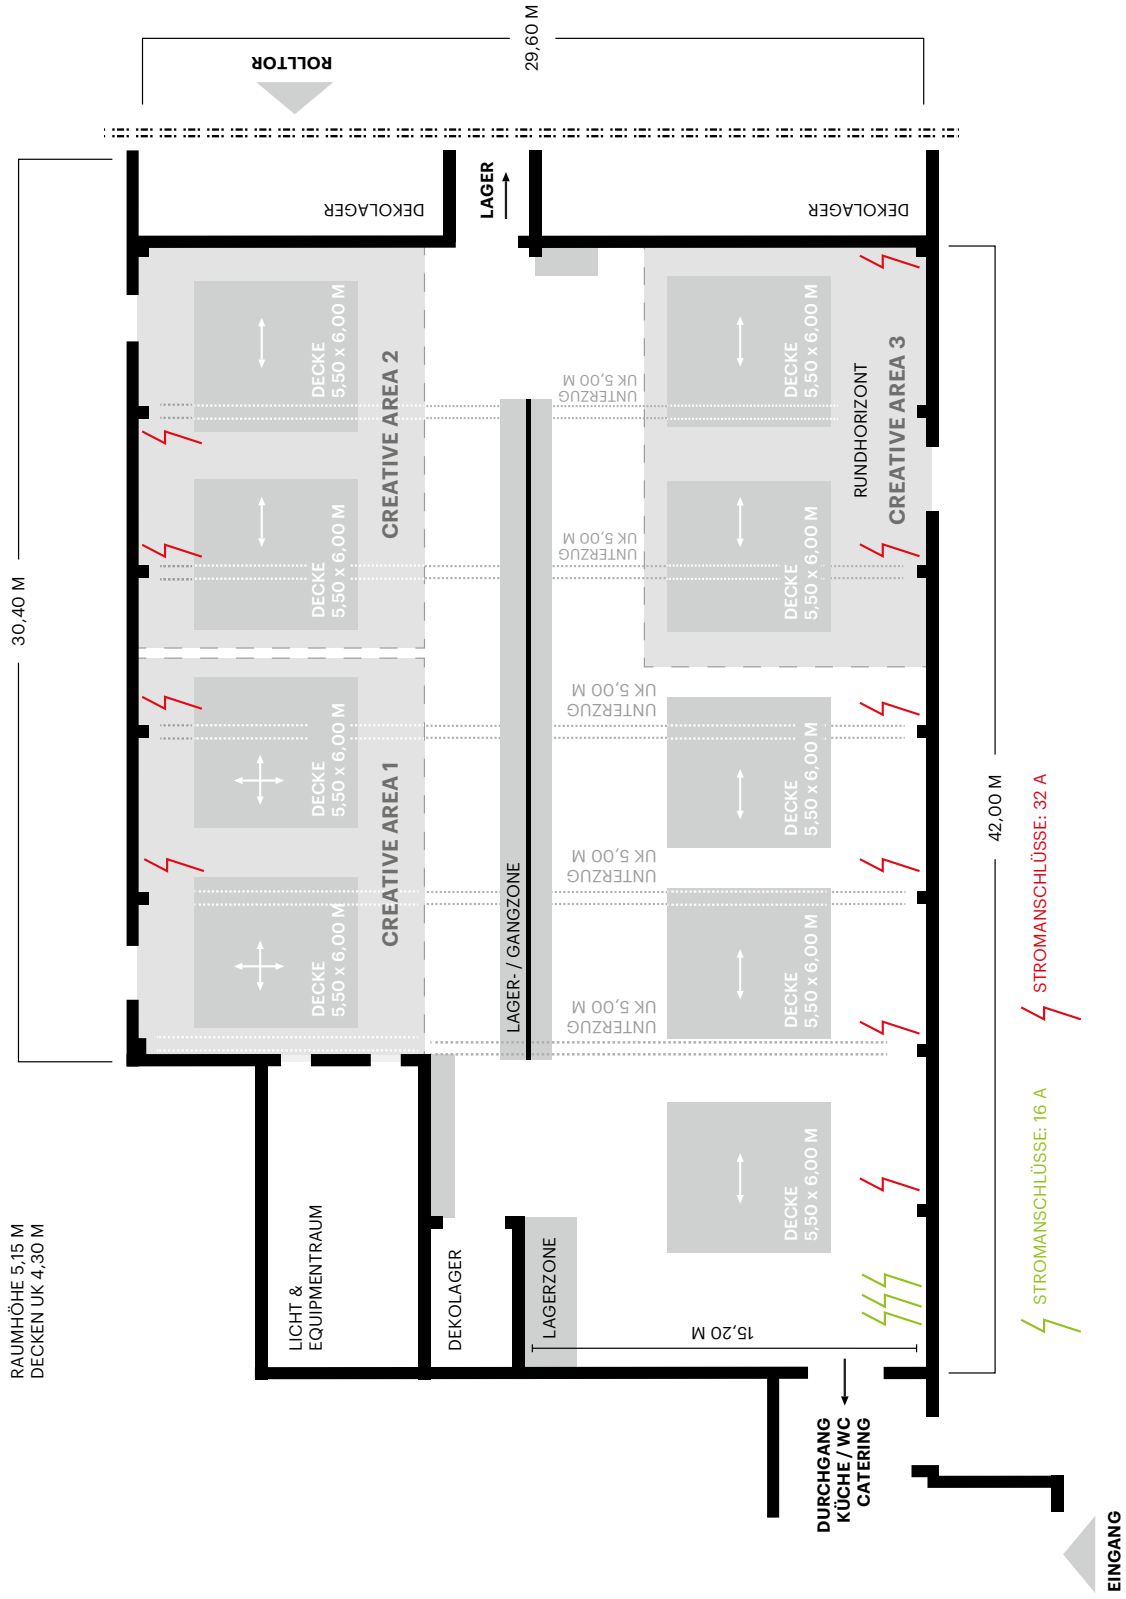 RAUMHÖHE 5,15 M
DECKEN UK 4,30 M
30,40 M
29,60 M
ROLLTOR
DEKOLAGER
LAGER
DEKOLAGER
DECKE
5,50 x 6,00 M
DECKE
5,50 x 6,00 M
CREATIVE AREA 2
DECKE
5,50 x 6,00 M
DECKE
5,50 x 6,00 M
CREATIVE AREA 1
UNTERZUG
UK 5,00 M
UNTERZUG
UK 5,00 M
UNTERZUG
UK 5,00 M
UNTERZUG
UK 5,00 M
UNTERZUG
UK 5,00 M
LAGER- / GANGZONE
DECKE
5,50 x 6,00 M
DECKE
5,50 x 6,00 M
RUNDHORIZONT
CREATIVE AREA 3
DECKE
5,50 x 6,00 M
DECKE
5,50 x 6,00 M
DECKE
5,50 x 6,00 M
LICHT &
EQUIPMENTRAUM
DEKOLAGER
LAGERZONE
15,20 M
42,00 M
DURCHGANG
KÜCHE / WC
CATERING
EINGANG
STROMANSCHLÜSSE: 16 A
STROMANSCHLÜSSE: 32 A